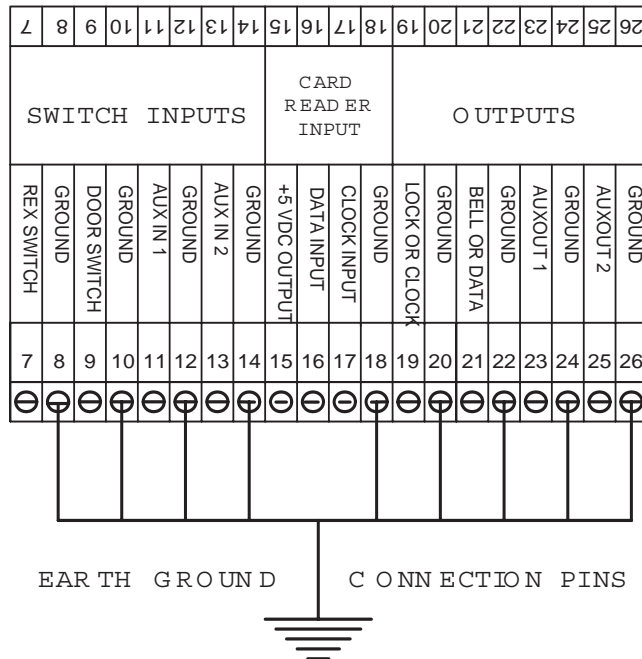 7 8 9 10 11 12 13 14 15 16 17 18 19 20 21 22 23 24 25 26
SWITCH INPUTS
CARD
READER
INPUT
OUTPUTS
REX SWITCH
GROUND
DOOR SWITCH
GROUND
AUX IN 1
GROUND
AUX IN 2
GROUND
+5 VDC OUTPUT
DATA INPUT
CLOCK INPUT
GROUND
LOCK OR CLOCK
GROUND
BELL OR DATA
GROUND
AUXOUT 1
GROUND
AUXOUT 2
GROUND
7 8 9 10 11 12 13 14 15 16 17 18 19 20 21 22 23 24 25 26
EARTH GROUND CONNECTION PINS